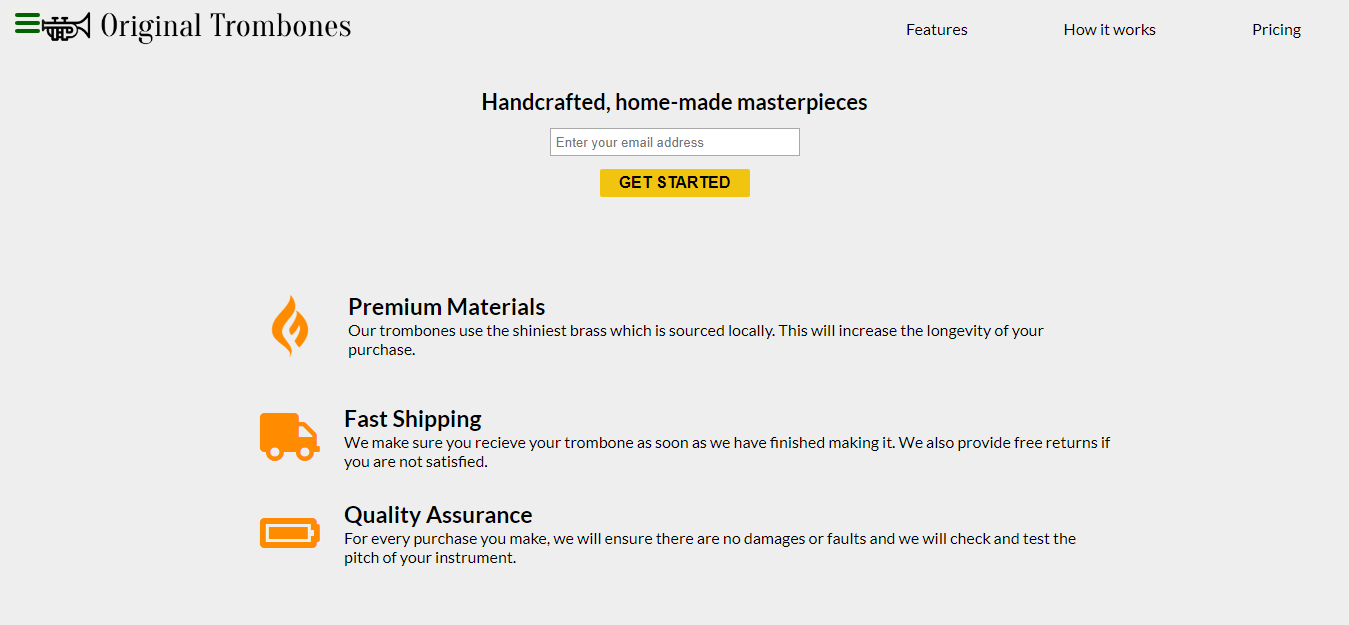 Original Trombones
Features
How it works
Pricing
Handcrafted, home-made masterpieces
Enter your email address
GET STARTED
Premium Materials
Our trombones use the shiniest brass which is sourced locally. This will increase the longevity of your
purchase.
Fast Shipping
We make sure you recieve your trombone as soon as we have finished making it. We also provide free returns if
you are not satisfied.
Quality Assurance
For every purchase you make, we will ensure there are no damages or faults and we will check and test the
pitch of your instrument.